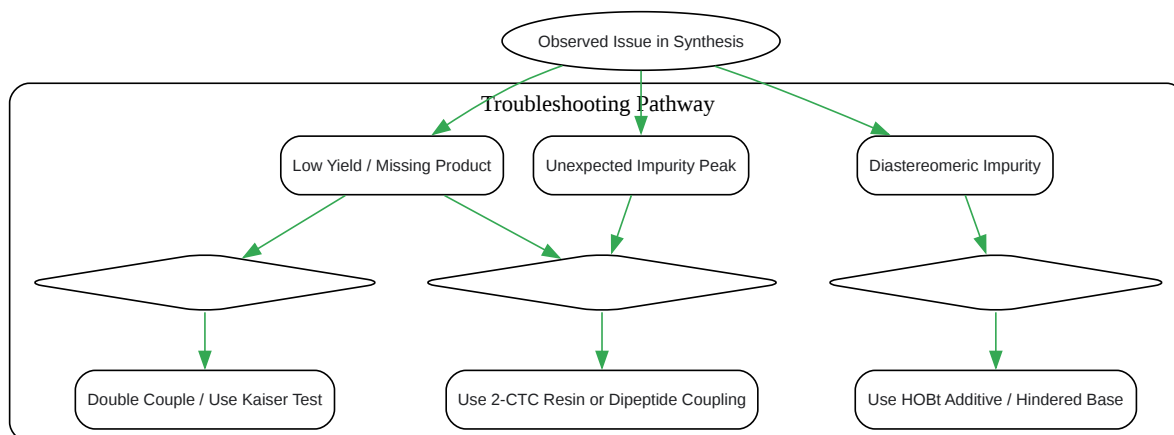 Observed Issue in Synthesis
Troubleshooting Pathway
Low Yield / Missing Product
Unexpected Impurity Peak
Diastereomeric Impurity
Double Couple / Use Kaiser Test
Use 2-CTC Resin or Dipeptide Coupling
Use HOBt Additive / Hindered Base